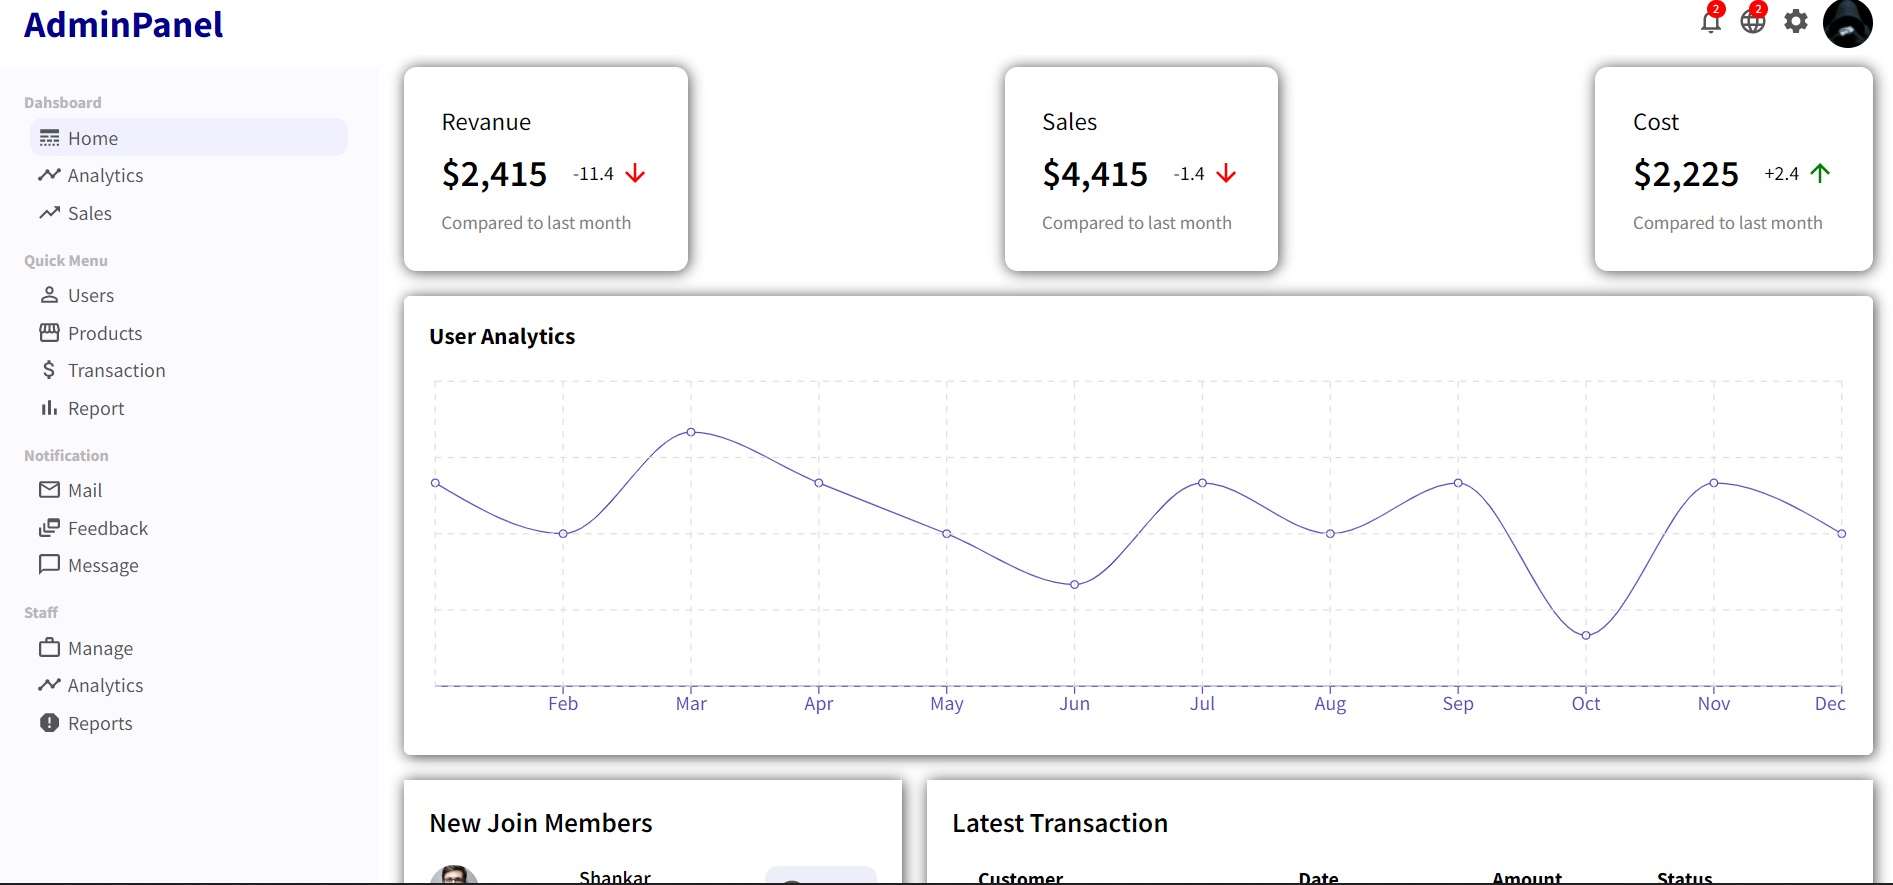 AdminPanel
2
2
Dahsboard
Home
Analytics
Sales
Quick Menu
Users
Products
Transaction
Report
Notification
Mail
Feedback
Message
Staff
Manage
Analytics
Reports
Revanue
$2,415 -11.4
Compared to last month
Sales
$4,415 -1.4
Compared to last month
Cost
$2,225 +2.4
Compared to last month
User Analytics
Feb Mar Apr May Jun Jul Aug Sep Oct Nov Dec
New Join Members
Shankar
Latest Transaction
Customer Date Amount Status